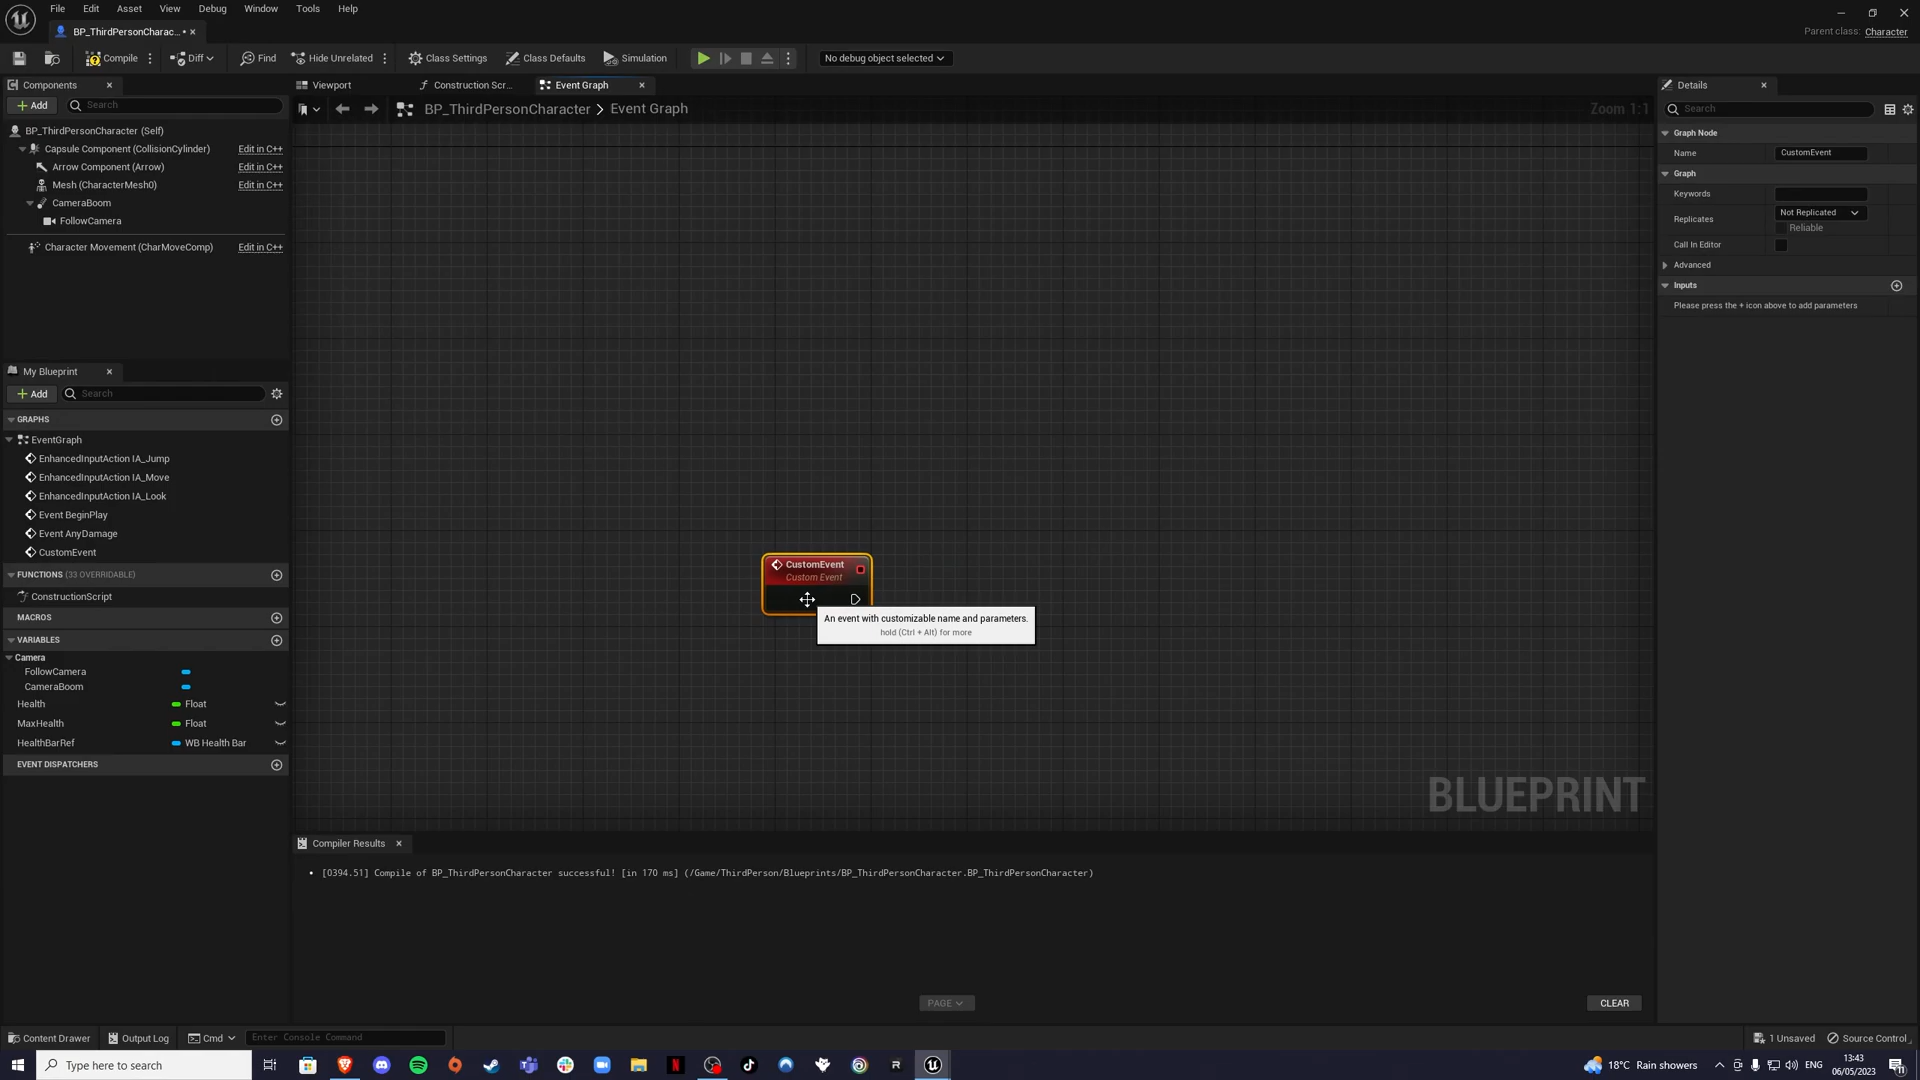 File Edit Asset View Debug Window Tools Help
BP_ThirdPersonCharac... •
Parent class: Character
Compile Diff Find Hide Unrelated Class Settings Class Defaults Simulation No debug object selected
Components
Viewport Construction Scr... Event Graph
Details
Add Search
BP_ThirdPersonCharacter > Event Graph
Zoom 1:1
Search
BP_ThirdPersonCharacter (Self)
Capsule Component (CollisionCylinder) Edit in C++
Arrow Component (Arrow) Edit in C++
Mesh (CharacterMesh0) Edit in C++
CameraBoom
FollowCamera
Character Movement (CharMoveComp) Edit in C++
Graph Node
Name CustomEvent
Graph
Keywords
Replicates Not Replicated
Reliable
Call In Editor
Advanced
Inputs
Please press the + icon above to add parameters
My Blueprint
Add Search
GRAPHS
EventGraph
EnhancedInputAction IA_Jump
EnhancedInputAction IA_Move
EnhancedInputAction IA_Look
Event BeginPlay
Event AnyDamage
CustomEvent
FUNCTIONS (33 OVERRIDABLE)
ConstructionScript
MACROS
VARIABLES
Camera
FollowCamera
CameraBoom
Health Float
MaxHealth Float
HealthBarRef WB Health Bar
EVENT DISPATCHERS
CustomEvent
Custom Event
An event with customizable name and parameters.
hold (Ctrl + Alt) for more
BLUEPRINT
Compiler Results
• [0394.51] Compile of BP_ThirdPersonCharacter successful! [in 170 ms] (/Game/ThirdPerson/Blueprints/BP_ThirdPersonCharacter.BP_ThirdPersonCharacter)
PAGE
CLEAR
Content Drawer Output Log Cmd Enter Console Command
1 Unsaved Source Control
Type here to search
18°C Rain showers
ENG
13:43
06/05/2023